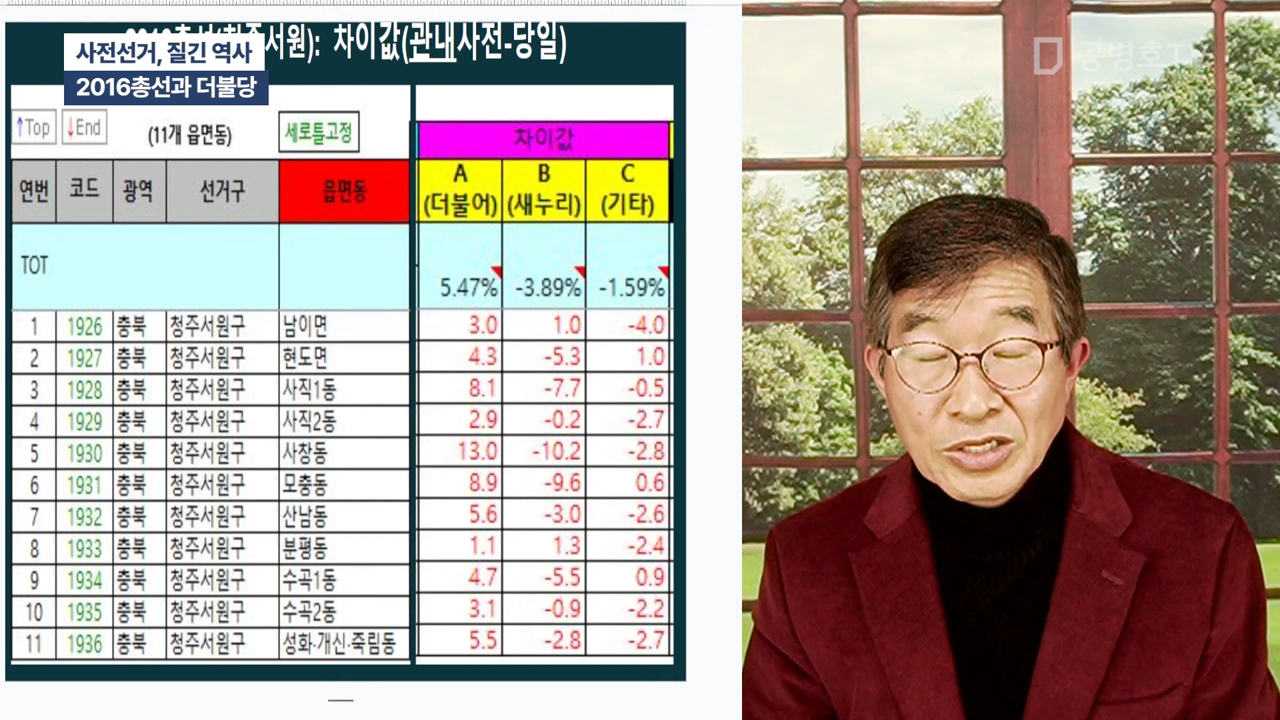 서원): 차이값(관내사전-당일)
사전선거, 질긴 역사
2016총선과 더불당
공병호TV
↑Top ↓End (11개 읍면동) 세로틀고정
차이값
연번 코드 광역 선거구 읍면동 A (더불어) B (새누리) C (기타)
TOT 5.47% -3.89% -1.59%
1 1926 충북 청주서원구 남이면 3.0 1.0 -4.0
2 1927 충북 청주서원구 현도면 4.3 -5.3 1.0
3 1928 충북 청주서원구 사직1동 8.1 -7.7 -0.5
4 1929 충북 청주서원구 사직2동 2.9 -0.2 -2.7
5 1930 충북 청주서원구 사창동 13.0 -10.2 -2.8
6 1931 충북 청주서원구 모충동 8.9 -9.6 0.6
7 1932 충북 청주서원구 산남동 5.6 -3.0 -2.6
8 1933 충북 청주서원구 분평동 1.1 1.3 -2.4
9 1934 충북 청주서원구 수곡1동 4.7 -5.5 0.9
10 1935 충북 청주서원구 수곡2동 3.1 -0.9 -2.2
11 1936 충북 청주서원구 성화·개신·죽림동 5.5 -2.8 -2.7